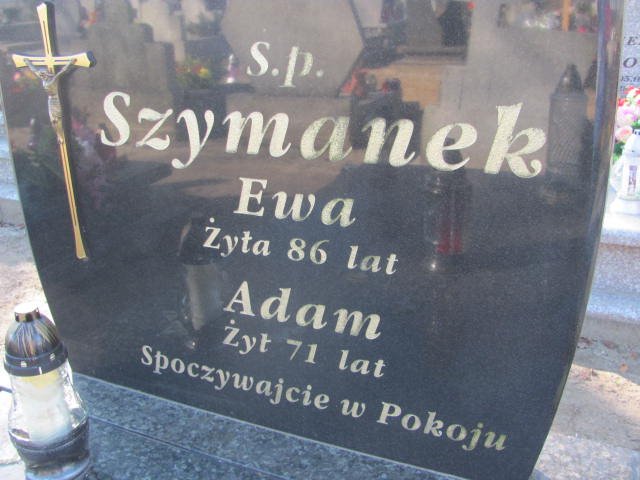 Ś.p.
Szymanek
Ewa
Żyła 86 lat
Adam
Żył 71 lat
Spoczywajcie w Pokoju